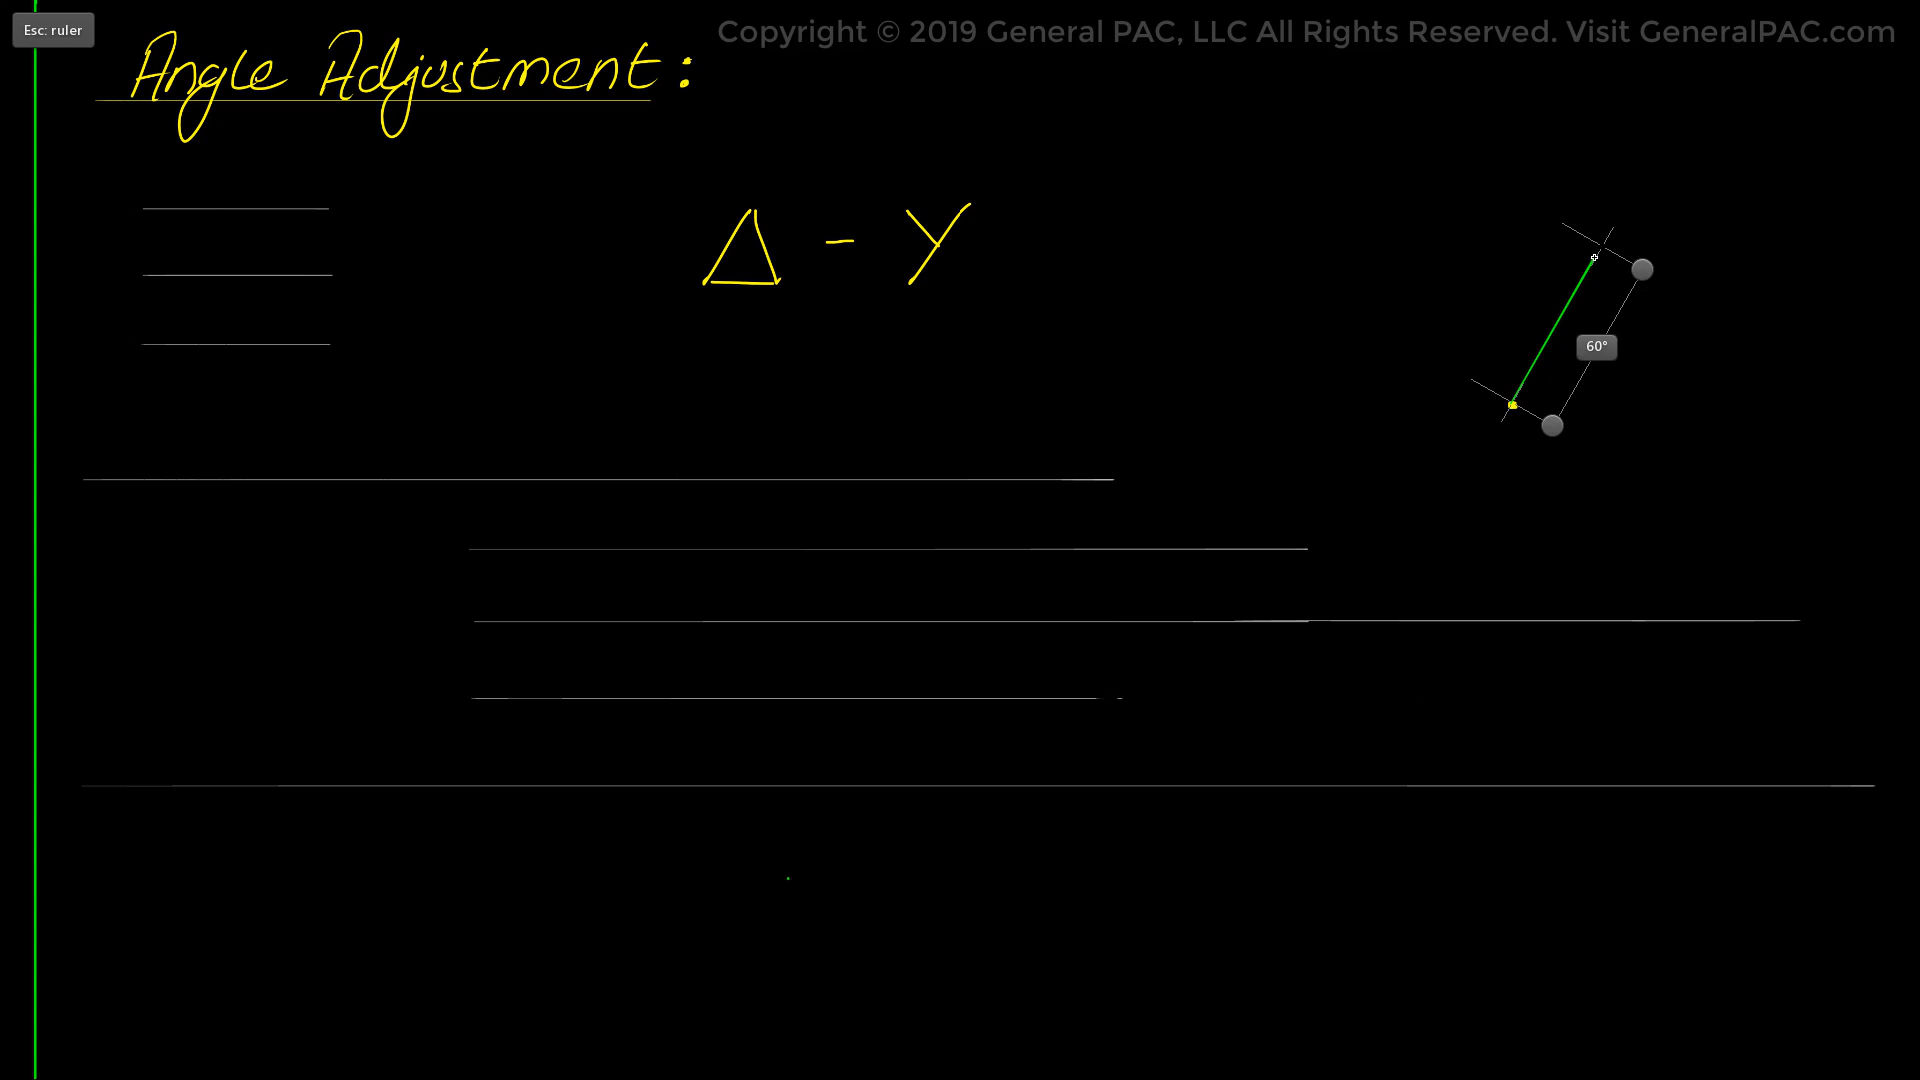 Esc: ruler
Copyright © 2019 General PAC, LLC All Rights Reserved. Visit GeneralPAC.com
Angle Adjustment:
Δ - Y
60°